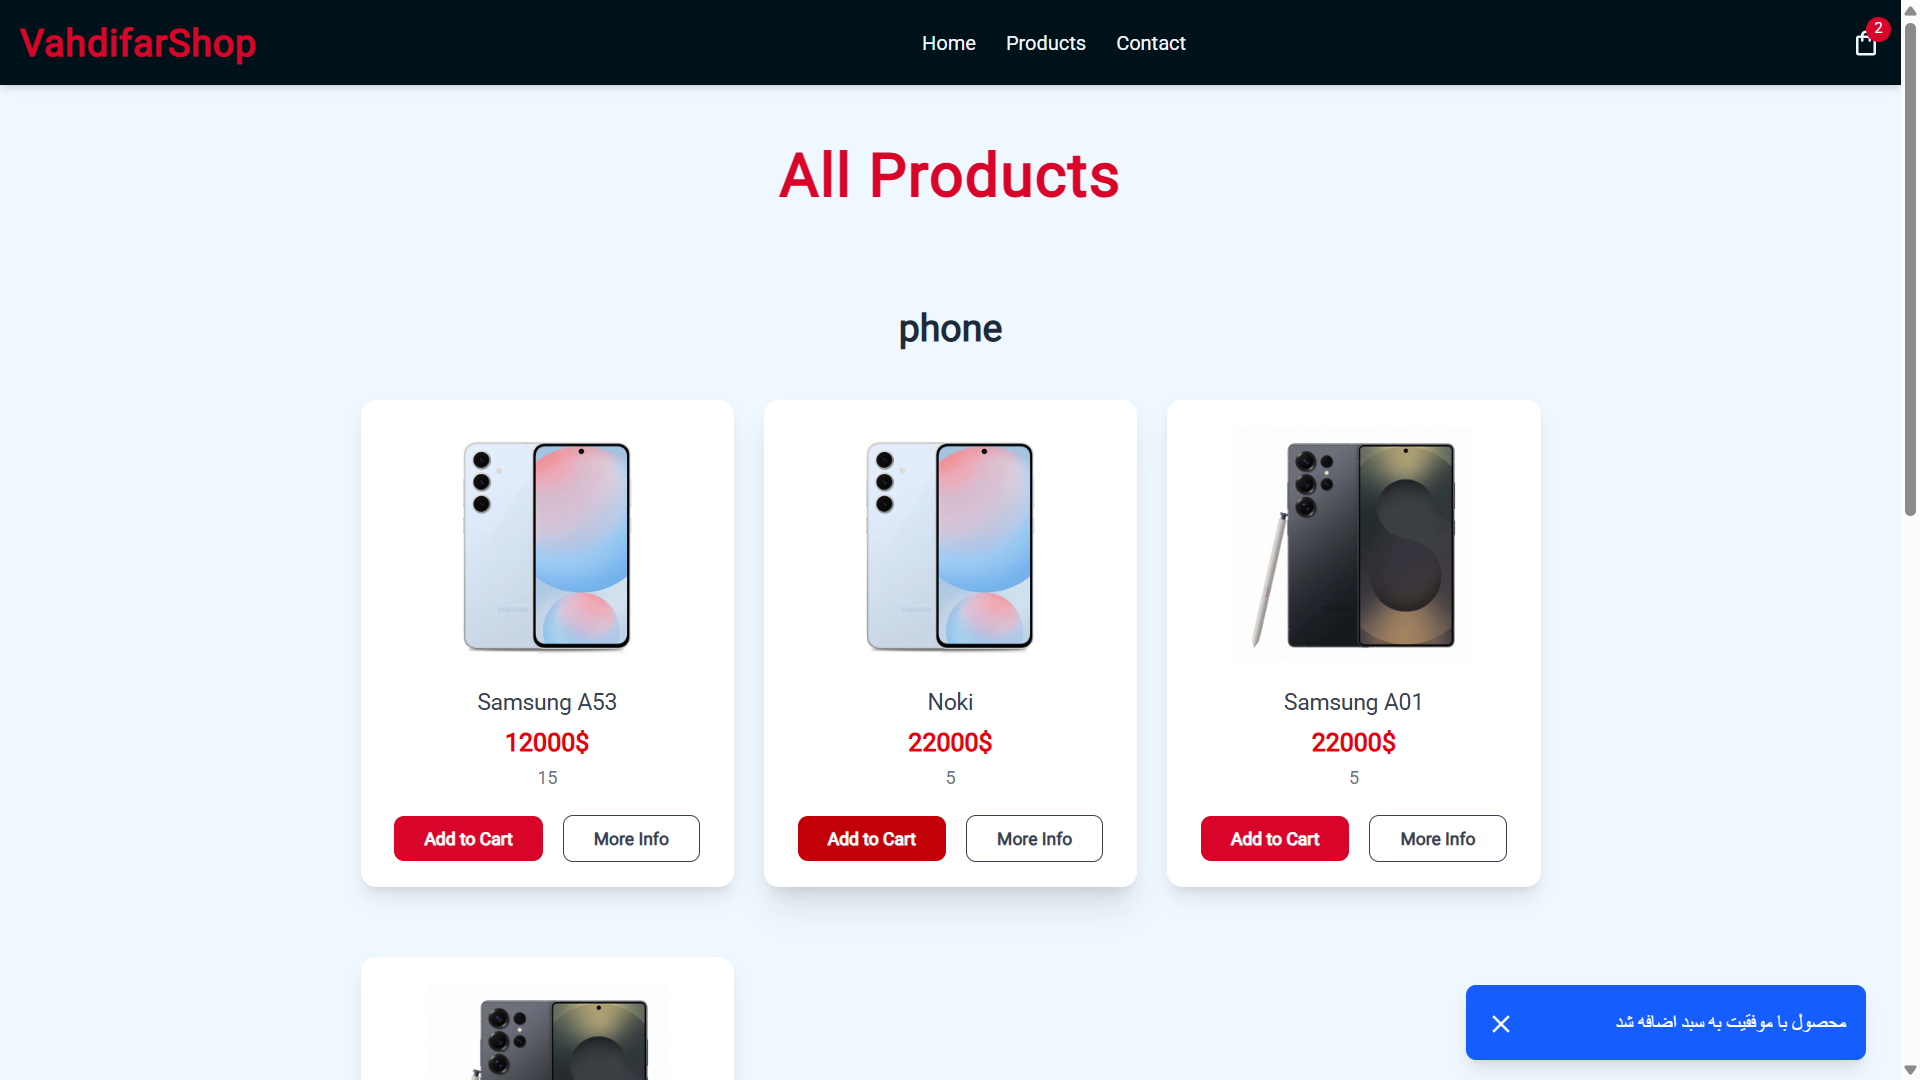 VahdifarShop
Home Products Contact
2
All Products
phone
Samsung A53
12000$
15
Add to Cart More Info
Noki
22000$
5
Add to Cart More Info
Samsung A01
22000$
5
Add to Cart More Info
محصول با موفقیت به سبد اضافه شد